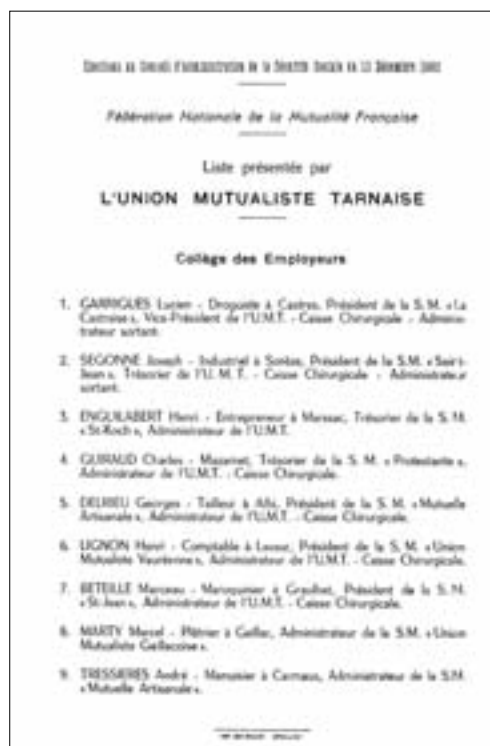 Elections au Conseil d'Administration de la Sécurité Sociale du 13 Décembre
Fédération Nationale de la Mutualité Française
Liste présentée par
L'UNION MUTUALISTE TARNAISE
Collège des Employeurs
1. GARRIGUES Lucien - Droguiste à Castres, Président de la S. M. « La
Castraise », Vice-Président de l'U.M.T. - Caisse Chirurgicale - Adminis-
trateur sortant.
2. SEGONNE Joseph - Industriel à Soréze, Président de la S.M. « Saint-
Jean », Trésorier de l'U. M. T. - Caisse Chirurgicale - Administrateur
sortant.
3. ENGUILABERT Henri - Entrepreneur à Marssac, Trésorier de la S. M.
« St-Roch », Administrateur de l'U.M.T.
4. GUIRAUD Charles - Mazamet, Trésorier de la S. M. « Protestante »,
Administrateur de l'U.M.T. - Caisse Chirurgicale.
5. DELRIEU Georges - Tailleur à Albi, Président de la S. M. « Mutuelle
Artisanale », Administrateur de l'U.M.T. - Caisse Chirurgicale.
6. LIGNON Henri - Comptable à Lavaur, Président de la S. M. « Union
Mutualiste Vauréenne », Administrateur de l'U.M.T. - Caisse Chirurgicale.
7. BETEILLE Marceau - Maroquinier à Graulhet, Président de la S. M.
« St-Jean », Administrateur de l'U.M.T. - Caisse Chirurgicale.
8. MARTY Marcel - Plâtrier à Gaillac, Administrateur de la S.M. « Union
Mutualiste Gaillacoise ».
9. TRESSIERES André - Menuisier à Carmaux, Administrateur de la S.M.
« Mutuelle Artisanale ».